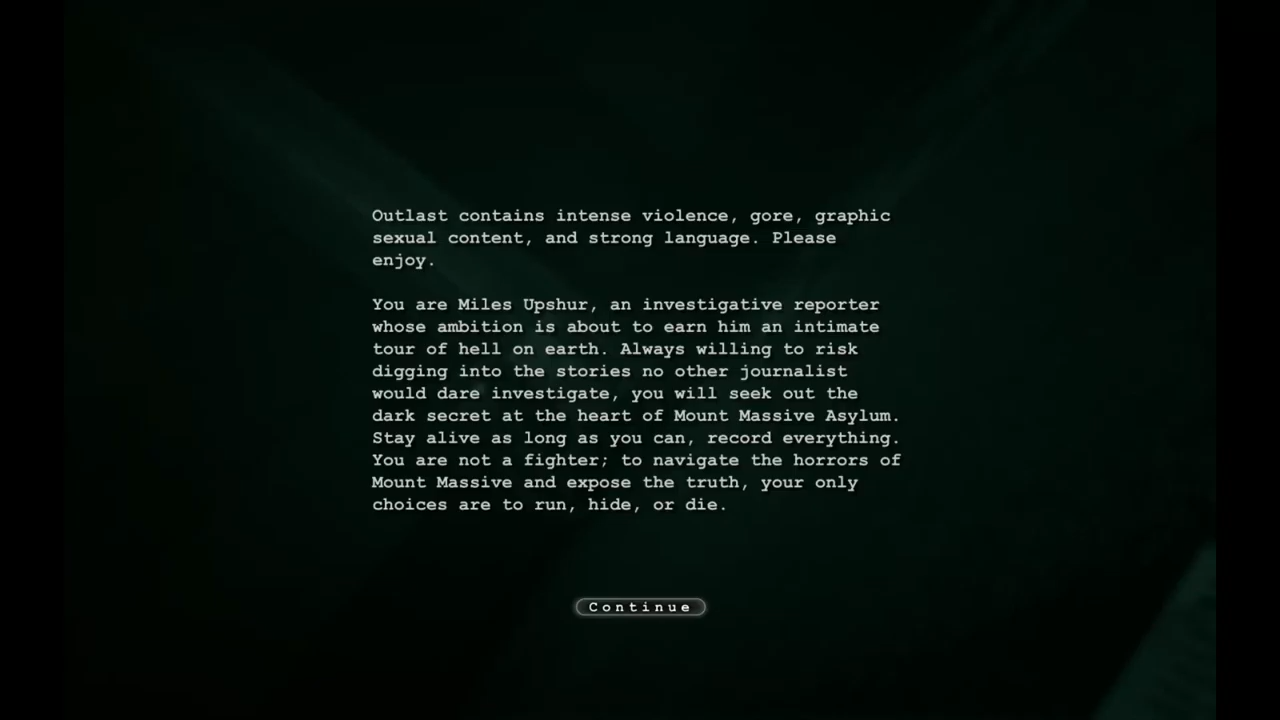 Outlast contains intense violence, gore, graphic
sexual content, and strong language. Please
enjoy.
You are Miles Upshur, an investigative reporter
whose ambition is about to earn him an intimate
tour of hell on earth. Always willing to risk
digging into the stories no other journalist
would dare investigate, you will seek out the
dark secret at the heart of Mount Massive Asylum.
Stay alive as long as you can, record everything.
You are not a fighter; to navigate the horrors of
Mount Massive and expose the truth, your only
choices are to run, hide, or die.
Continue